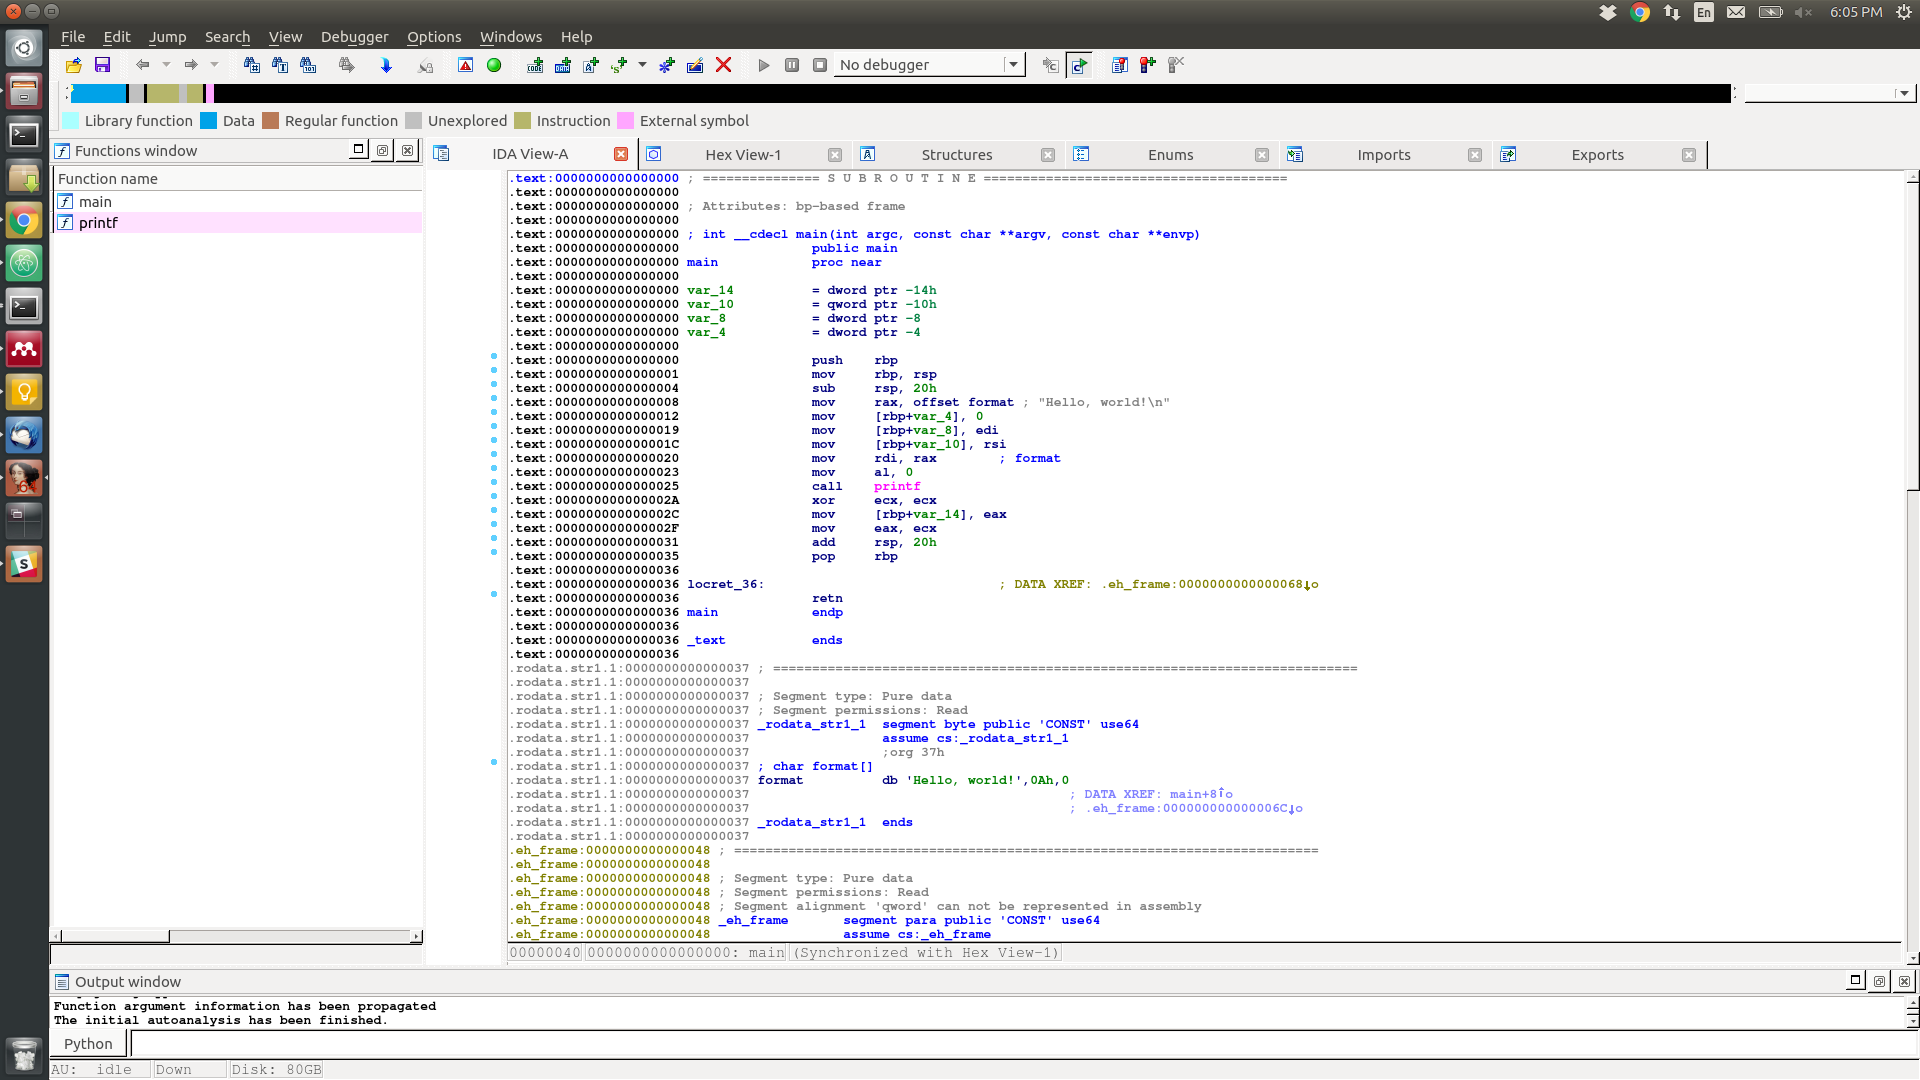 En 6:05 PM
File Edit Jump Search View Debugger Options Windows Help
No debugger
Library function Data Regular function Unexplored Instruction External symbol
Functions window
IDA View-A Hex View-1 Structures Enums Imports Exports
Function name
main
printf
.text:0000000000000000 ; =============== S U B R O U T I N E =======================================
.text:0000000000000000
.text:0000000000000000 ; Attributes: bp-based frame
.text:0000000000000000
.text:0000000000000000 ; int __cdecl main(int argc, const char **argv, const char **envp)
.text:0000000000000000 public main
.text:0000000000000000 main proc near
.text:0000000000000000
.text:0000000000000000 var_14 = dword ptr -14h
.text:0000000000000000 var_10 = qword ptr -10h
.text:0000000000000000 var_8 = dword ptr -8
.text:0000000000000000 var_4 = dword ptr -4
.text:0000000000000000
.text:0000000000000000 push rbp
.text:0000000000000001 mov rbp, rsp
.text:0000000000000004 sub rsp, 20h
.text:0000000000000008 mov rax, offset format ; "Hello, world!\n"
.text:0000000000000012 mov [rbp+var_4], 0
.text:0000000000000019 mov [rbp+var_8], edi
.text:000000000000001C mov [rbp+var_10], rsi
.text:0000000000000020 mov rdi, rax ; format
.text:0000000000000023 mov al, 0
.text:0000000000000025 call printf
.text:000000000000002A xor ecx, ecx
.text:000000000000002C mov [rbp+var_14], eax
.text:000000000000002F mov eax, ecx
.text:0000000000000031 add rsp, 20h
.text:0000000000000035 pop rbp
.text:0000000000000036
.text:0000000000000036 locret_36: ; DATA XREF: .eh_frame:0000000000000068↓o
.text:0000000000000036 retn
.text:0000000000000036 main endp
.text:0000000000000036
.text:0000000000000036 _text ends
.text:0000000000000036
.rodata.str1.1:0000000000000037 ; ===========================================================================
.rodata.str1.1:0000000000000037
.rodata.str1.1:0000000000000037 ; Segment type: Pure data
.rodata.str1.1:0000000000000037 ; Segment permissions: Read
.rodata.str1.1:0000000000000037 _rodata_str1_1 segment byte public 'CONST' use64
.rodata.str1.1:0000000000000037 assume cs:_rodata_str1_1
.rodata.str1.1:0000000000000037 ;org 37h
.rodata.str1.1:0000000000000037 ; char format[]
.rodata.str1.1:0000000000000037 format db 'Hello, world!',0Ah,0
.rodata.str1.1:0000000000000037 ; DATA XREF: main+8↑o
.rodata.str1.1:0000000000000037 ; .eh_frame:000000000000006C↓o
.rodata.str1.1:0000000000000037 _rodata_str1_1 ends
.rodata.str1.1:0000000000000037
.eh_frame:0000000000000048 ; ===========================================================================
.eh_frame:0000000000000048
.eh_frame:0000000000000048 ; Segment type: Pure data
.eh_frame:0000000000000048 ; Segment permissions: Read
.eh_frame:0000000000000048 ; Segment alignment 'qword' can not be represented in assembly
.eh_frame:0000000000000048 _eh_frame segment para public 'CONST' use64
.eh_frame:0000000000000048 assume cs:_eh_frame
00000040 0000000000000000: main (Synchronized with Hex View-1)
Output window
Function argument information has been propagated
The initial autoanalysis has been finished.
Python
AU: idle Down Disk: 80GB